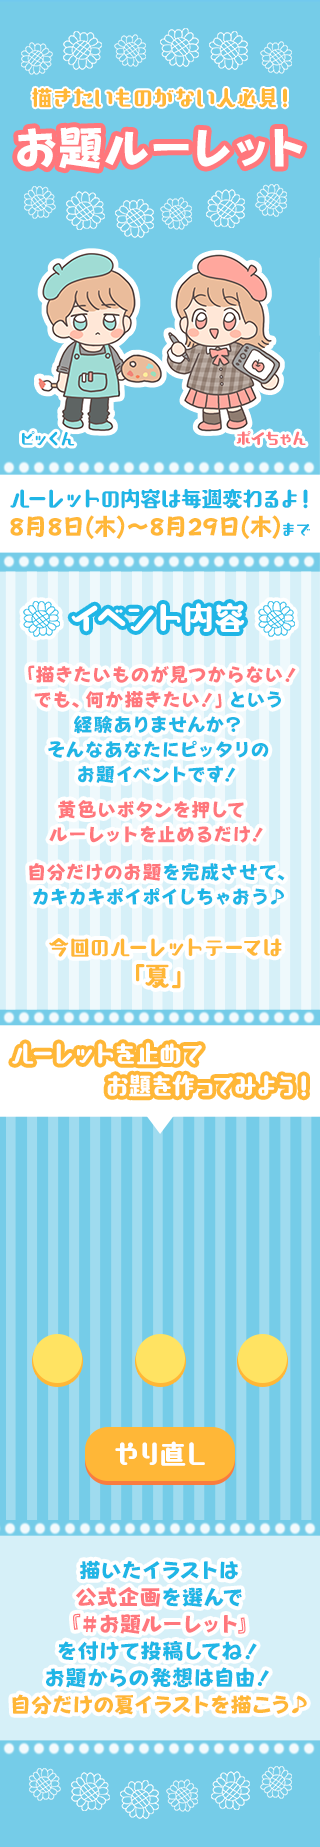 描きたいものがない人必見!
お題ルーレット
ピッくん
ポイちゃん
ルーレットの内容は毎週変わるよ!
8月8日(木)〜8月29日(木)まで
イベント内容
「描きたいものが見つからない!
でも、何か描きたい!」という
経験ありませんか?
そんなあなたにピッタリの
お題イベントです!
黄色いボタンを押して
ルーレットを止めるだけ!
自分だけのお題を完成させて、
カキカキポイポイしちゃおう♪
今回のルーレットテーマは
「夏」
ルーレットを止めて
お題を作ってみよう!
やり直し
描いたイラストは
公式企画を選んで
『#お題ルーレット』
を付けて投稿してね!
お題からの発想は自由!
自分だけの夏イラストを描こう♪